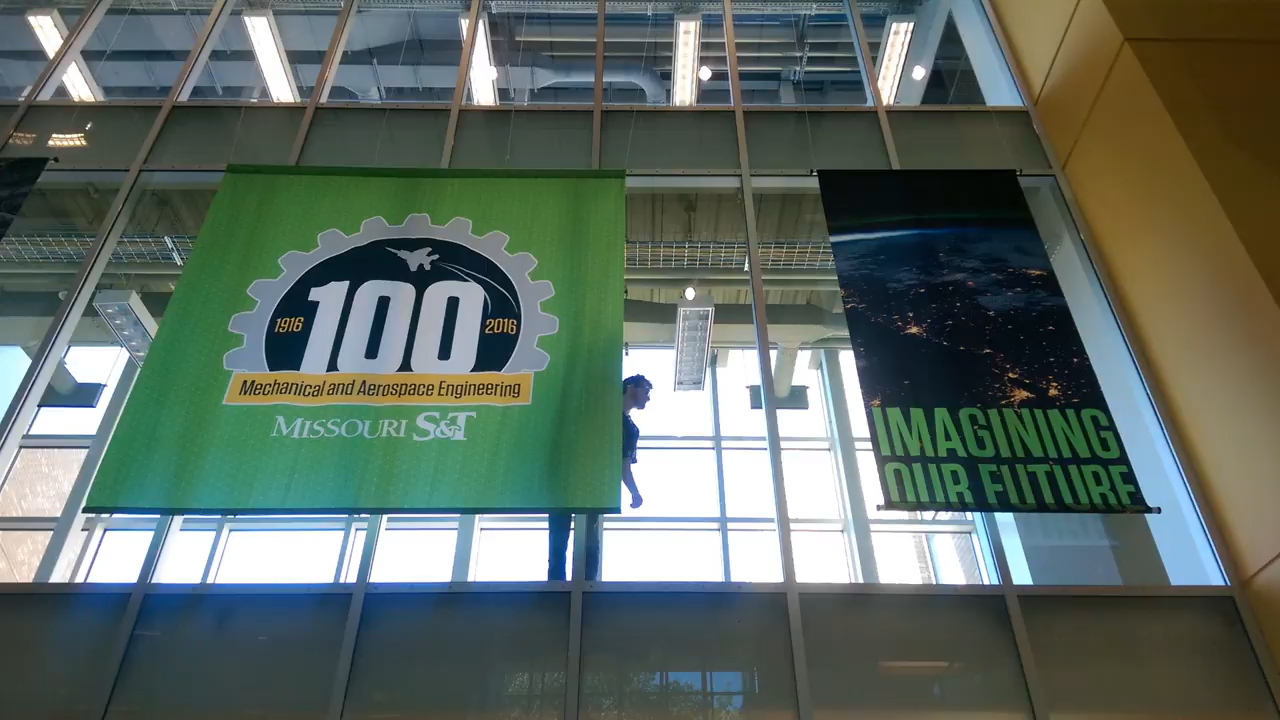 1916 100 2016
Mechanical and Aerospace Engineering
MISSOURI S&T
IMAGINING
OUR FUTURE